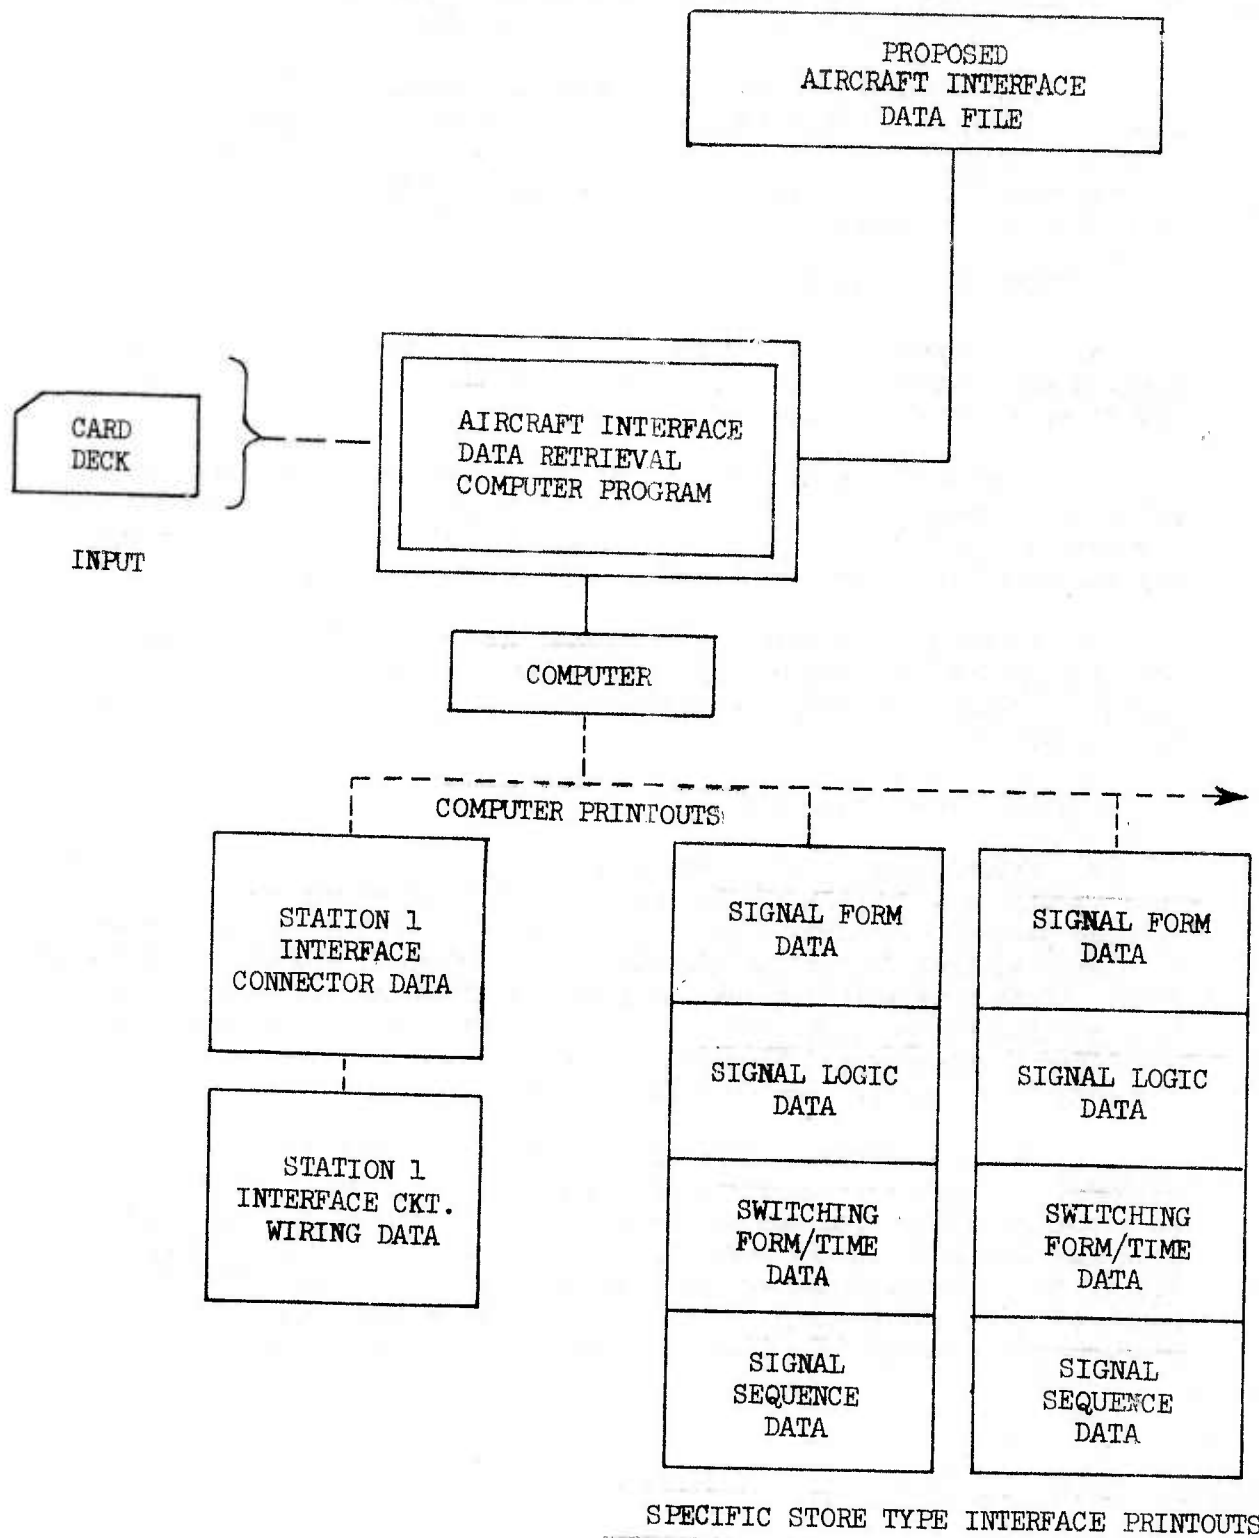 PROPOSED
AIRCRAFT INTERFACE
DATA FILE
CARD
DECK
INPUT
AIRCRAFT INTERFACE
DATA RETRIEVAL
COMPUTER PROGRAM
COMPUTER
COMPUTER PRINTOUTS
STATION 1
INTERFACE
CONNECTOR DATA
STATION 1
INTERFACE CKT.
WIRING DATA
SIGNAL FORM
DATA
SIGNAL LOGIC
DATA
SWITCHING
FORM/TIME
DATA
SIGNAL
SEQUENCE
DATA
SIGNAL FORM
DATA
SIGNAL LOGIC
DATA
SWITCHING
FORM/TIME
DATA
SIGNAL
SEQUENCE
DATA
SPECIFIC STORE TYPE INTERFACE PRINTOUTS